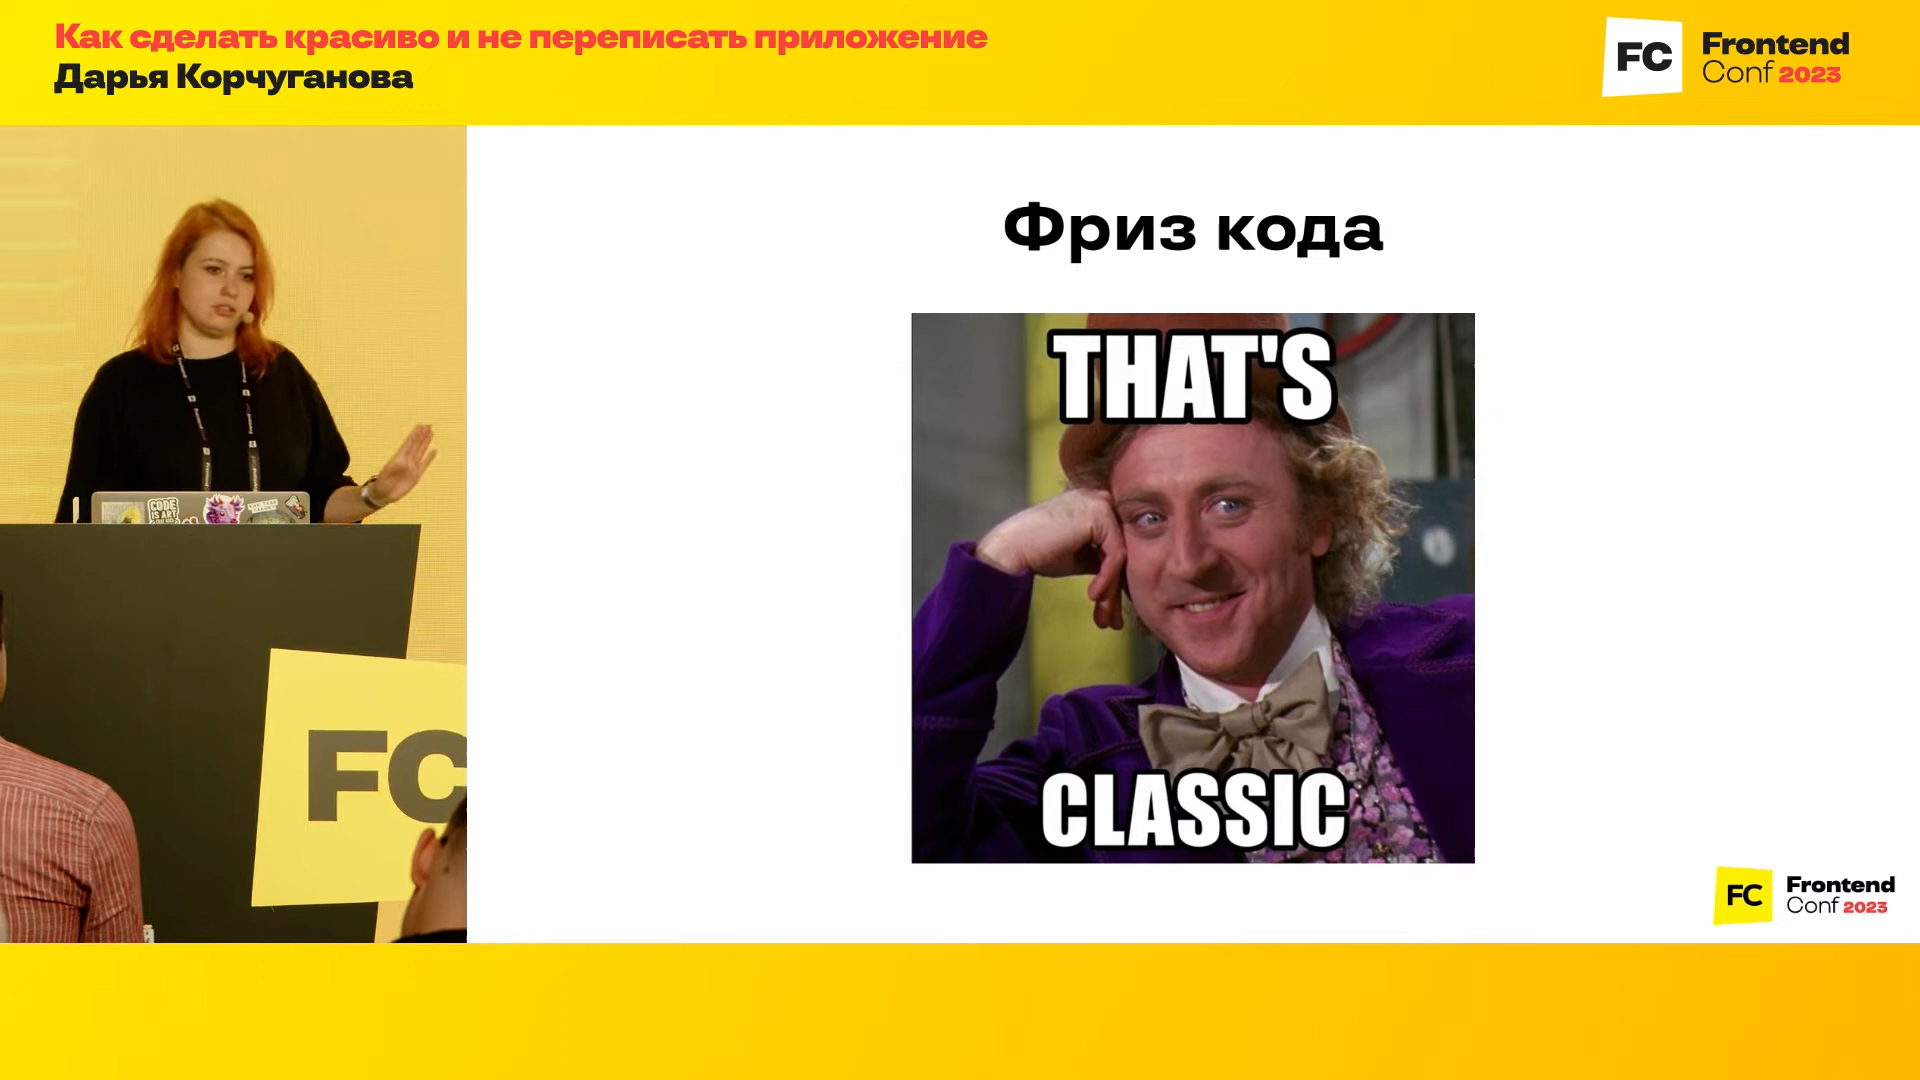 Как сделать красиво и не переписать приложение
Дарья Корчуганова
FC
Frontend
Conf 2023
Фриз кода
THAT'S
CLASSIC
CODE
IS ART
FC
FC
Frontend
Conf 2023